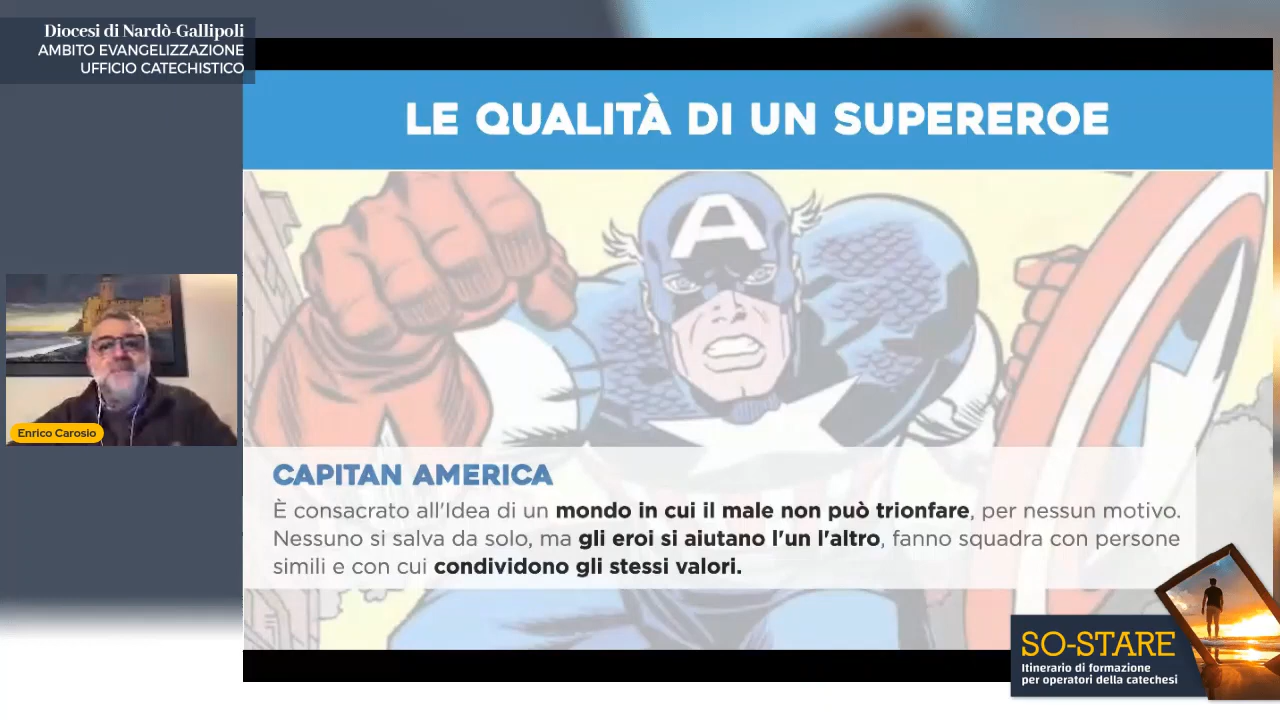 Diocesi di Nardò-Gallipoli
AMBITO EVANGELIZZAZIONE
UFFICIO CATECHISTICO
LE QUALITÀ DI UN SUPEREROE
A
Enrico Carosio
CAPITAN AMERICA
È consacrato all'Idea di un mondo in cui il male non può trionfare, per nessun motivo.
Nessuno si salva da solo, ma gli eroi si aiutano l'un l'altro, fanno squadra con persone
simili e con cui condividono gli stessi valori.
SO-STARE
Itinerario di formazione
per operatori della catechesi